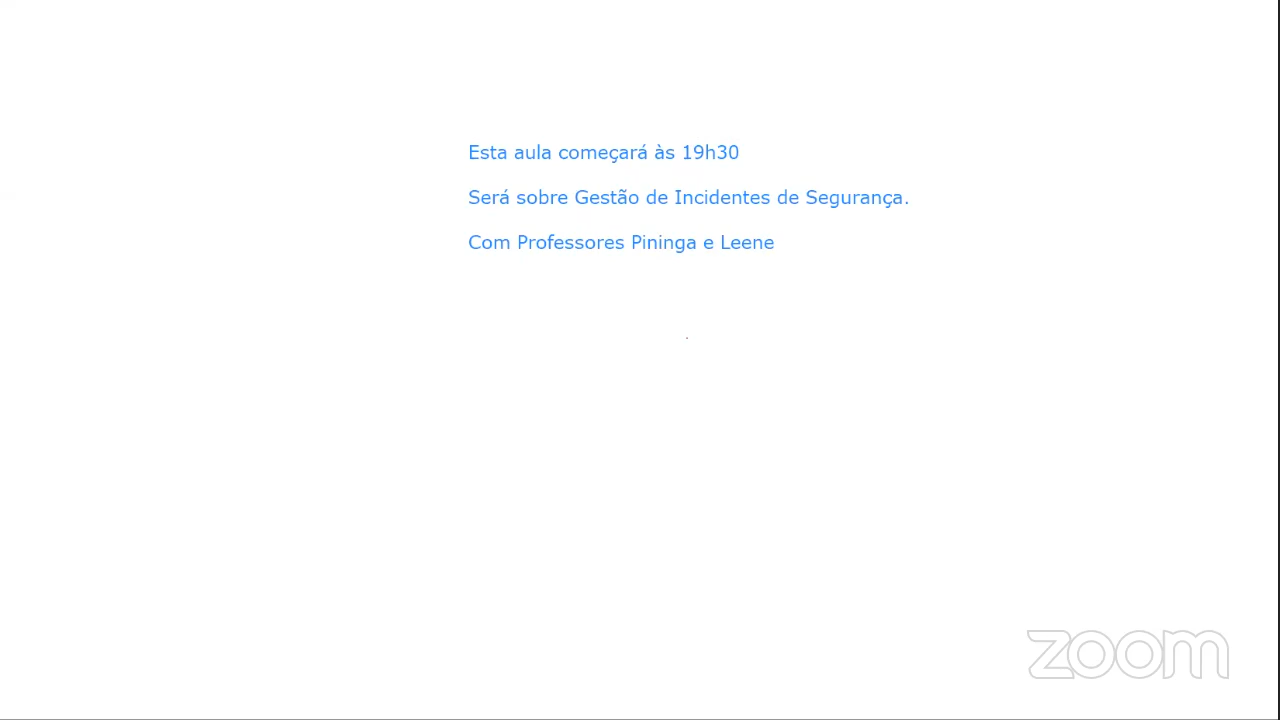 Esta aula começará às 19h30
Será sobre Gestão de Incidentes de Segurança.
Com Professores Pininga e Leene
zoom